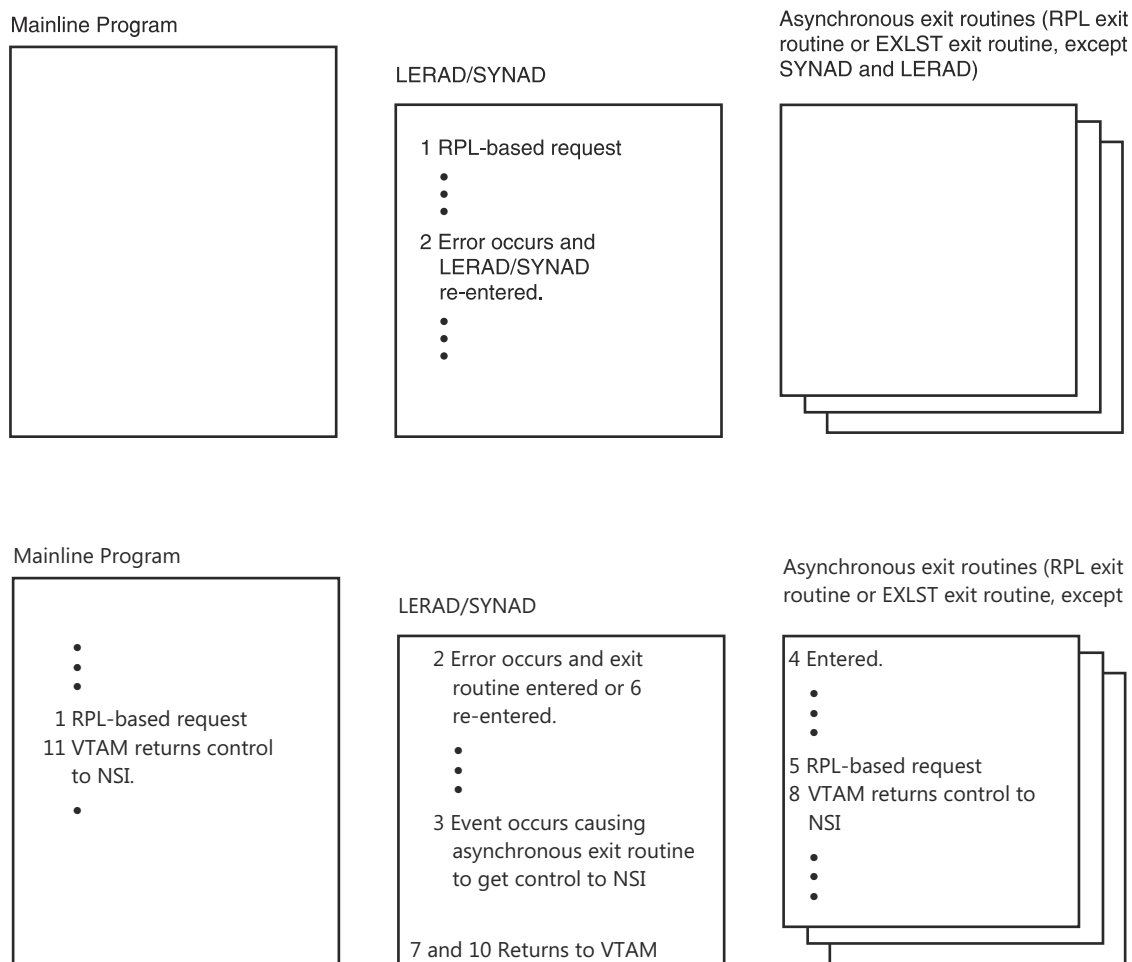 Mainline Program
LERAD/SYNAD
Asynchronous exit routines (RPL exit
routine or EXLST exit routine, except
SYNAD and LERAD)
1 RPL-based request
2 Error occurs and
LERAD/SYNAD
re-entered.
Mainline Program
LERAD/SYNAD
Asynchronous exit routines (RPL exit
routine or EXLST exit routine, except
1 RPL-based request
11 VTAM returns control
to NSI.
2 Error occurs and exit
routine entered or 6
re-entered.
3 Event occurs causing
asynchronous exit routine
to get control to NSI
7 and 10 Returns to VTAM
4 Entered.
5 RPL-based request
8 VTAM returns control to
NSI